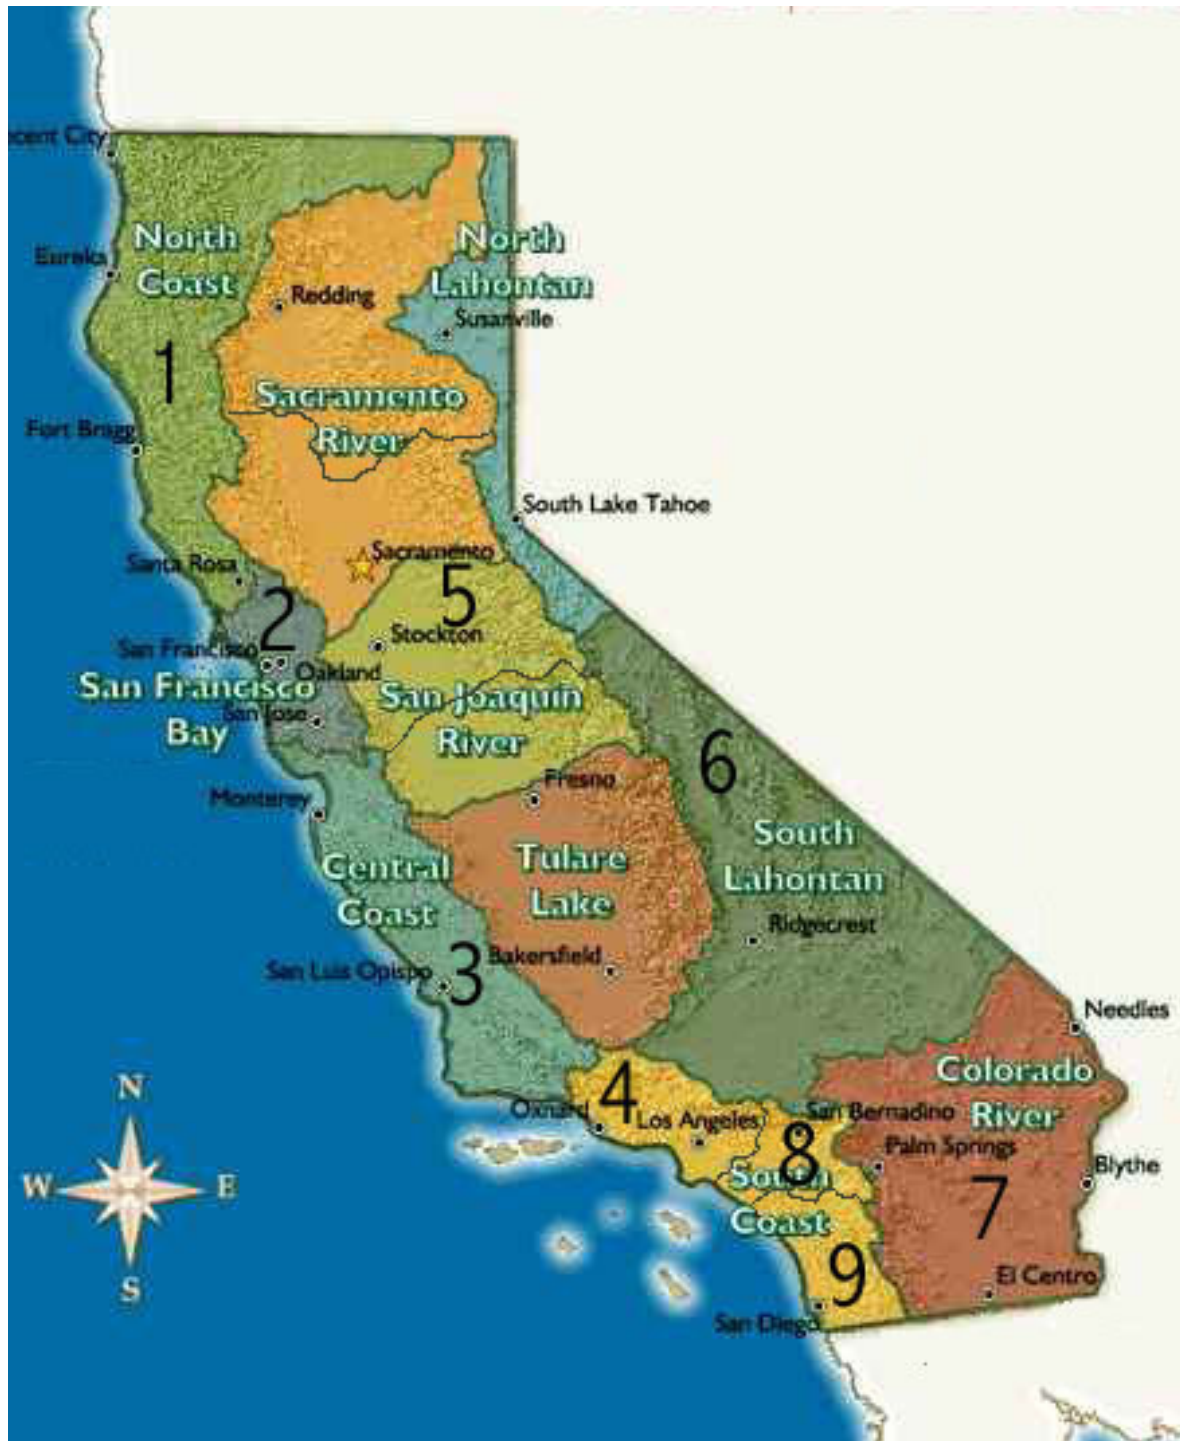 cent City
North
Coast
North
Lahontan
Eureka
Redding
Susanville
1
Sacramento
River
Fort Bragg
South Lake Tahoe
Sacramento
Santa Rosa
5
2
Stockton
San Francisco
Oakland
San Francisco
Bay
San Jose
San Joaquin
River
6
Fresno
Monterey
South
Lahontan
Central
Coast
Tulare
Lake
Ridgecrest
Bakersfield
San Luis Opispo
3
Needles
Colorado
River
4
Oxnard
Los Angeles
San Bernadino
8
Palm Springs
Blythe
South
Coast
7
9
El Centro
San Diego
N
W
E
S